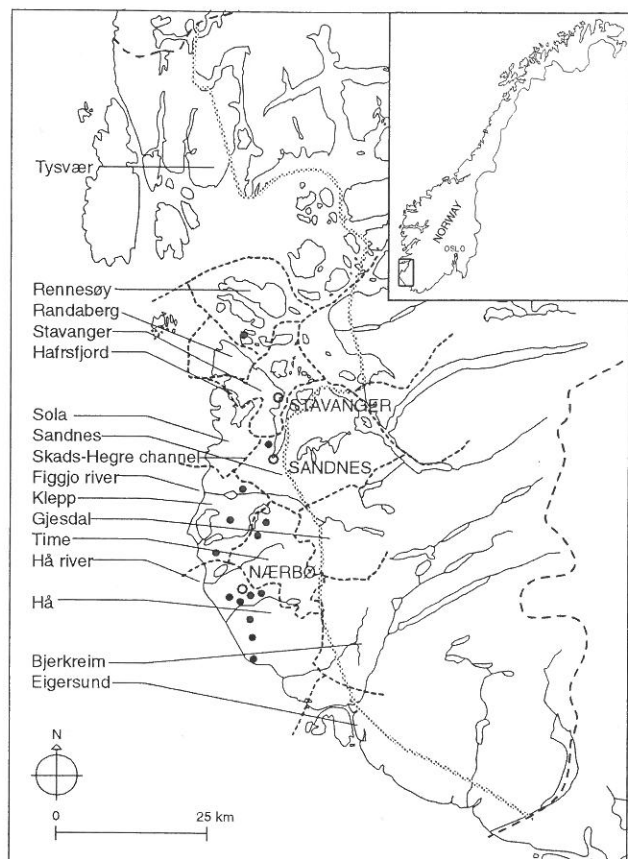 NORWAY
OSLO
Tysvær
Rennesøy
Randaberg
Stavanger
Hafrsfjord
STAVANGER
Sola
Sandnes
Skads-Hegre channel
SANDNES
Figgjo river
Klepp
Gjesdal
Time
Hå river
NÆRBØ
Hå
Bjerkreim
Eigersund
N
0
25 km